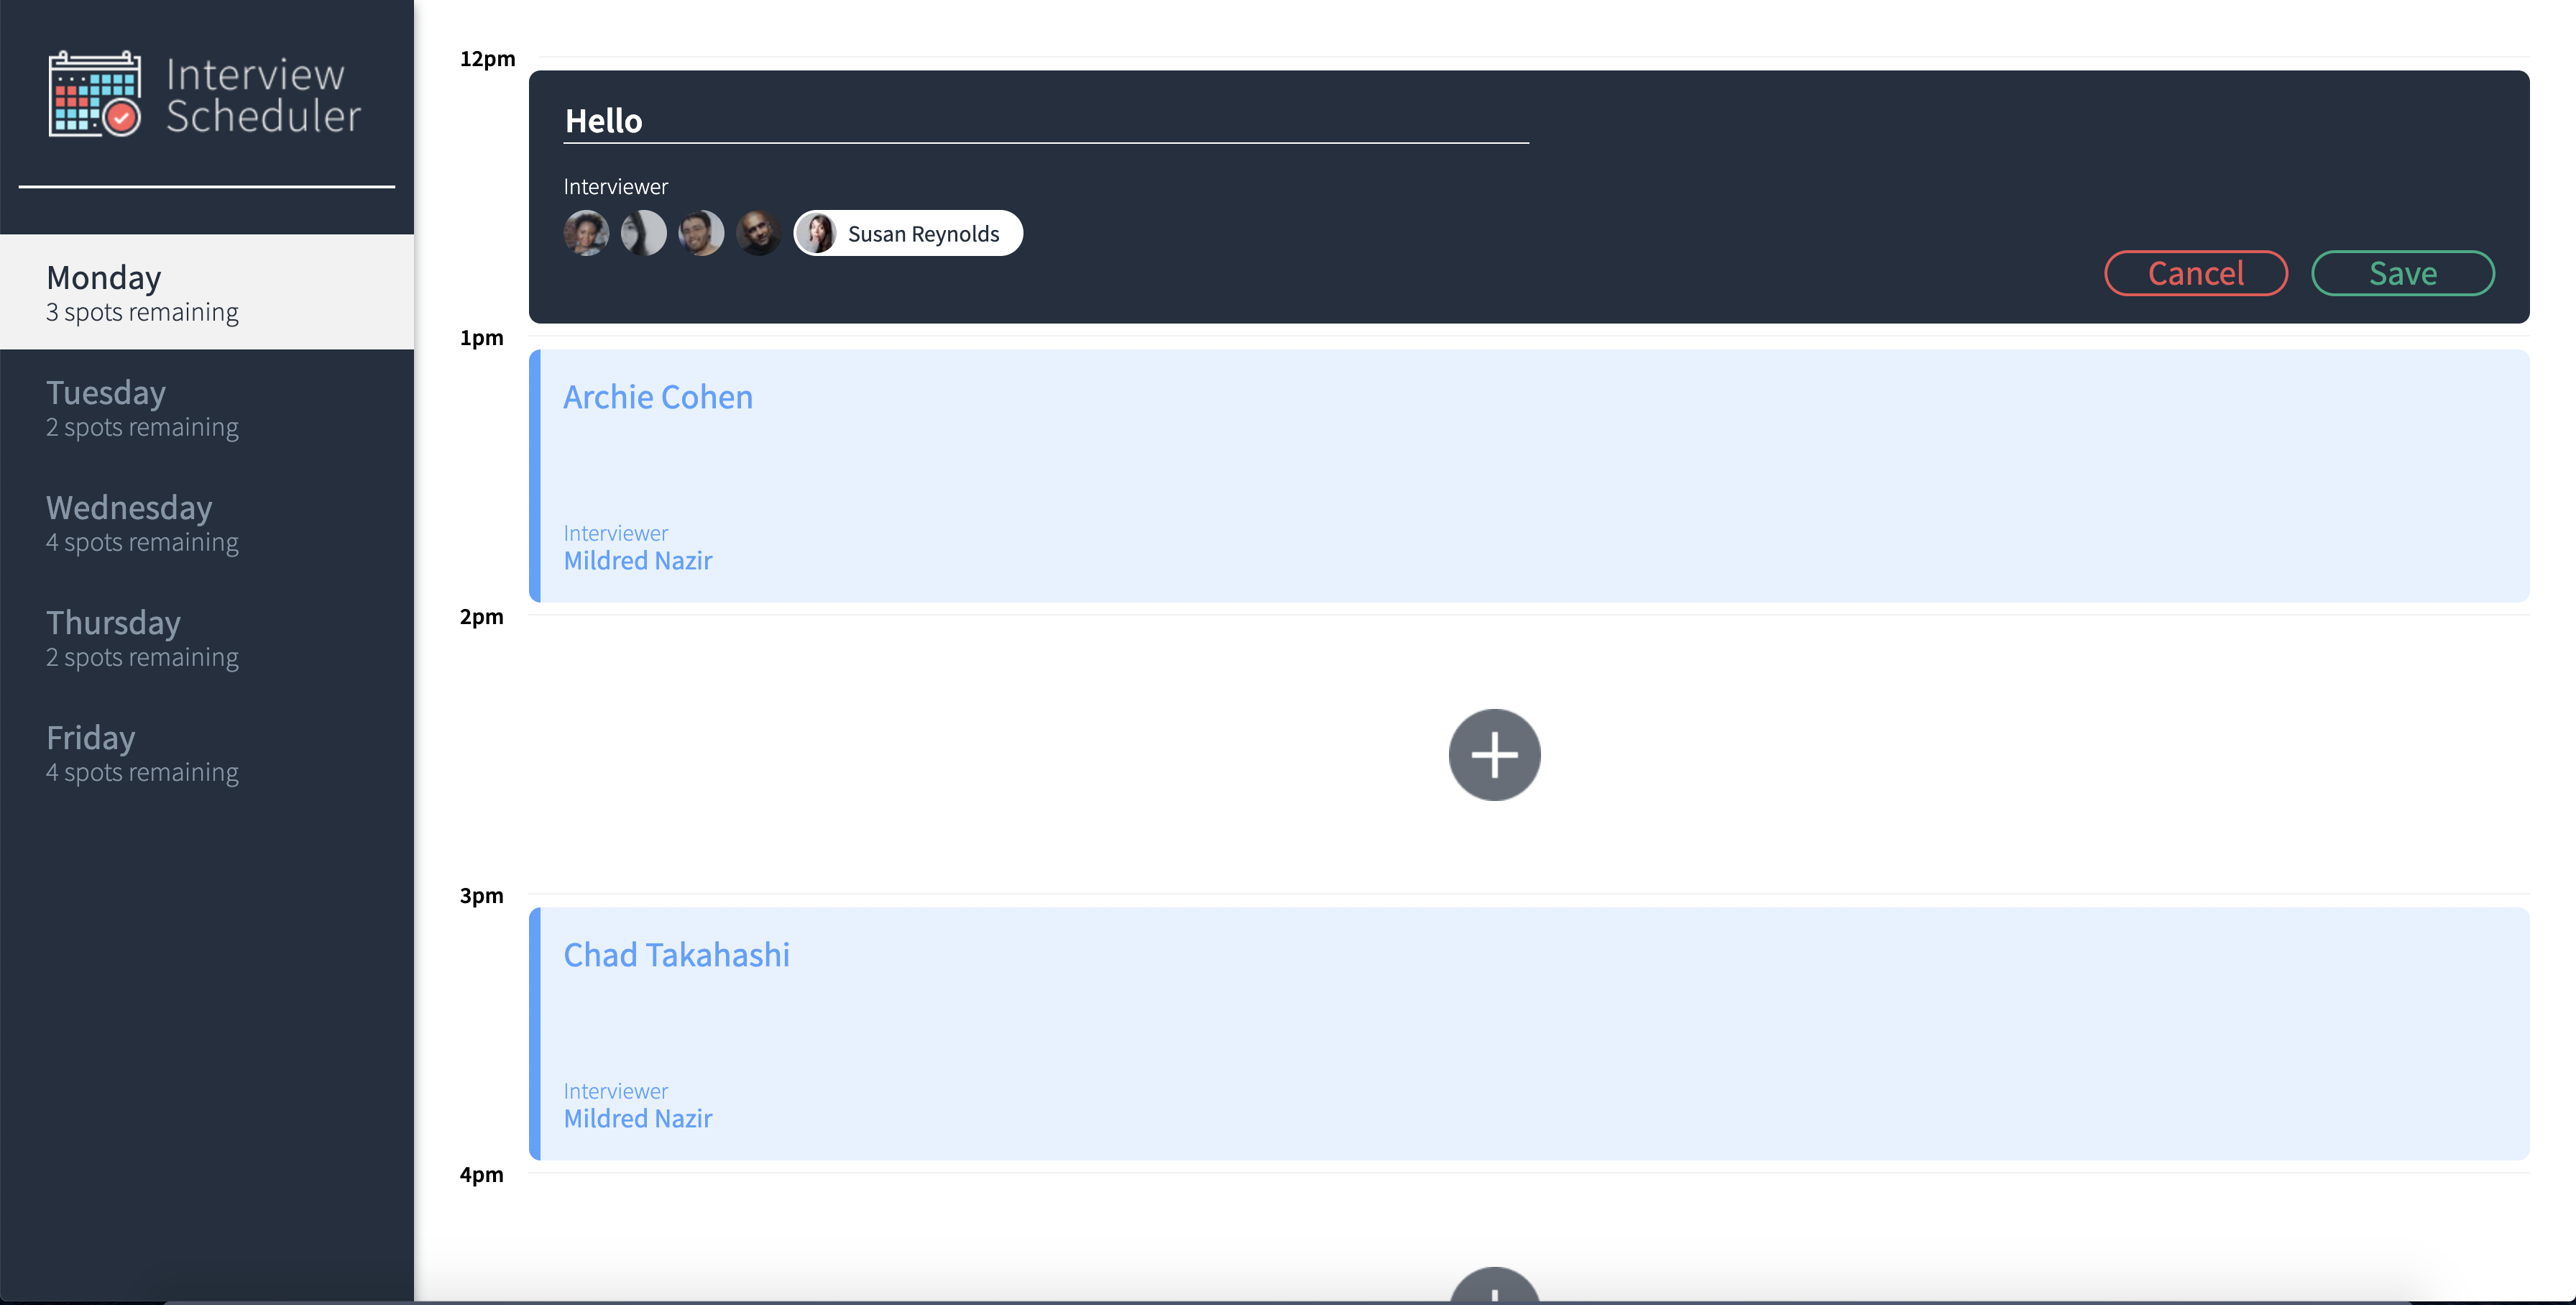 Interview
Scheduler
Monday
3 spots remaining
Tuesday
2 spots remaining
Wednesday
4 spots remaining
Thursday
2 spots remaining
Friday
4 spots remaining
12pm
Hello
Interviewer
Susan Reynolds
Cancel
Save
1pm
Archie Cohen
Interviewer
Mildred Nazir
2pm
3pm
Chad Takahashi
Interviewer
Mildred Nazir
4pm